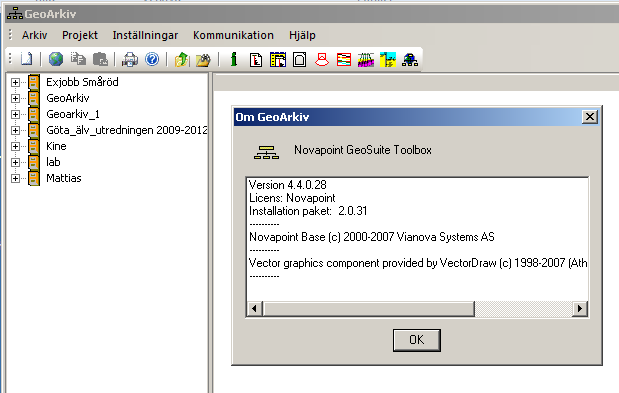 GeoArkiv
Arkiv Projekt Inställningar Kommunikation Hjälp
Exjobb Småröd
GeoArkiv
Geoarkiv_1
Göta_älv_utredningen 2009-2012
Kine
lab
Mattias
Om GeoArkiv
Novapoint GeoSuite Toolbox
Version 4.4.0.28
Licens: Novapoint
Installation paket: 2.0.31
----------
Novapoint Base (c) 2000-2007 Vianova Systems AS
----------
Vector graphics component provided by VectorDraw (c) 1998-2007 (Ath
----------
OK